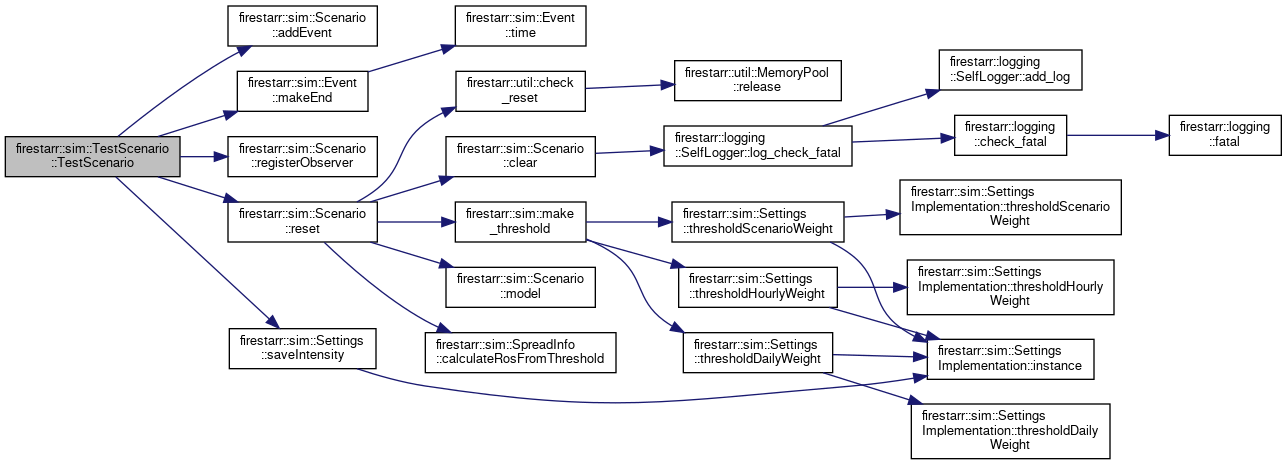 firestarr::sim::TestScenario
::TestScenario
firestarr::sim::Scenario
::addEvent
firestarr::sim::Event
::makeEnd
firestarr::sim::Scenario
::registerObserver
firestarr::sim::Scenario
::reset
firestarr::sim::Settings
::saveIntensity
firestarr::sim::Event
::time
firestarr::util::check
_reset
firestarr::sim::Scenario
::clear
firestarr::sim::make
_threshold
firestarr::sim::Scenario
::model
firestarr::sim::SpreadInfo
::calculateRosFromThreshold
firestarr::util::MemoryPool
::release
firestarr::logging
::SelfLogger::log_check_fatal
firestarr::sim::Settings
::thresholdScenarioWeight
firestarr::sim::Settings
::thresholdHourlyWeight
firestarr::sim::Settings
::thresholdDailyWeight
firestarr::logging
::SelfLogger::add_log
firestarr::logging
::check_fatal
firestarr::logging
::fatal
firestarr::sim::Settings
Implementation::thresholdScenario
Weight
firestarr::sim::Settings
Implementation::thresholdHourly
Weight
firestarr::sim::Settings
Implementation::instance
firestarr::sim::Settings
Implementation::thresholdDaily
Weight